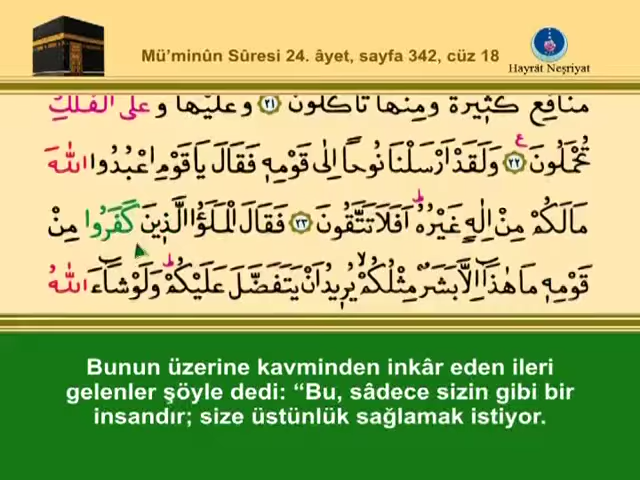 Mü’minûn Sûresi 24. âyet, sayfa 342, cüz 18
Hayrât Neşriyat
مَنَافِعُ كَث۪يرَةٌ وَمِنْهَا تَأْكُلُونَ ﴿٢١﴾ وَعَلَيْهَا وَعَلَى الْفُلْكِ
تُحْمَلُونَ ﴿٢٢﴾ وَلَقَدْ اَرْسَلْنَا نُوحًا اِلٰى قَوْمِه۪ فَقَالَ يَاقَوْمِ اعْبُدُوا اللّٰهَ
مَالَكُمْ مِنْ اِلٰهٍ غَيْرُهُ اَفَلَا تَتَّقُونَ ﴿٢٣﴾ فَقَالَ الْمَلَؤُا الَّذ۪ينَ كَفَرُوا مِنْ
قَوْمِه۪ مَا هٰذَا اِلَّا بَشَرٌ مِثْلُكُمْ يُر۪يدُ اَنْ يَتَفَضَّلَ عَلَيْكُمْ وَلَوْ شَاءَ اللّٰهُ
Bunun üzerine kavminden inkâr eden ileri
gelenler şöyle dedi: “Bu, sâdece sizin gibi bir
insandır; size üstünlük sağlamak istiyor.